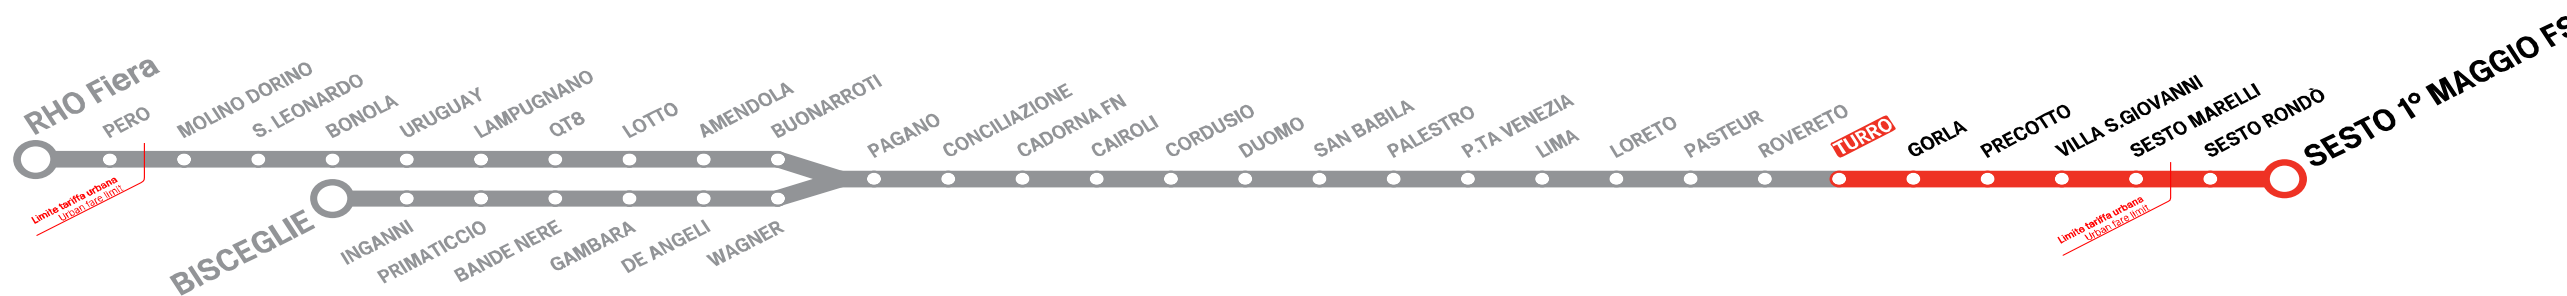 RHO Fiera
PERO
MOLINO DORINO
S. LEONARDO
BONOLA
URUGUAY
LAMPUGNANO
QT8
LOTTO
AMENDOLA
BUONARROTI
PAGANO
CONCILIAZIONE
CADORNA FN
CAIROLI
CORDUSIO
DUOMO
SAN BABILA
PALESTRO
P.TA VENEZIA
LIMA
LORETO
PASTEUR
ROVERETO
TURRO
GORLA
PRECOTTO
VILLA S.GIOVANNI
SESTO MARELLI
SESTO RONDÒ
SESTO 1° MAGGIO FS
Limite tariffa urbana
Urban fare limit
BISCEGLIE
INGANNI
PRIMATICCIO
BANDE NERE
GAMBARA
DE ANGELI
WAGNER
Limite tariffa urbana
Urban fare limit